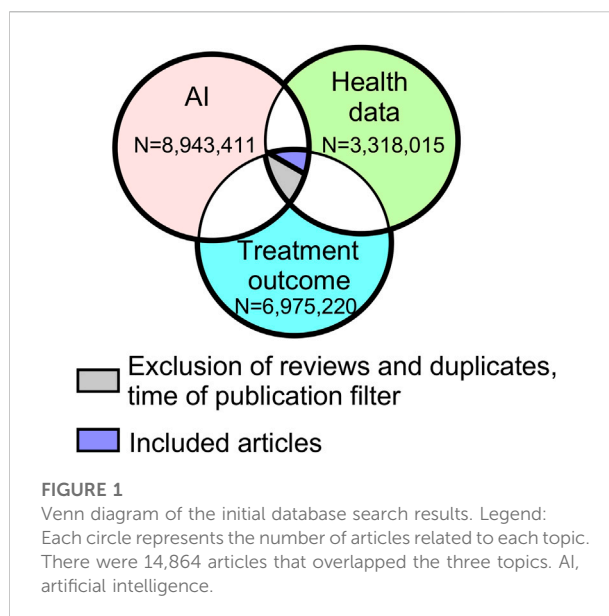 AI
N=8,943,411
Health
data
N=3,318,015
Treatment
outcome
N=6,975,220
Exclusion of reviews and duplicates,
time of publication filter
Included articles
FIGURE 1
Venn diagram of the initial database search results. Legend:
Each circle represents the number of articles related to each topic.
There were 14,864 articles that overlapped the three topics. AI,
artificial intelligence.